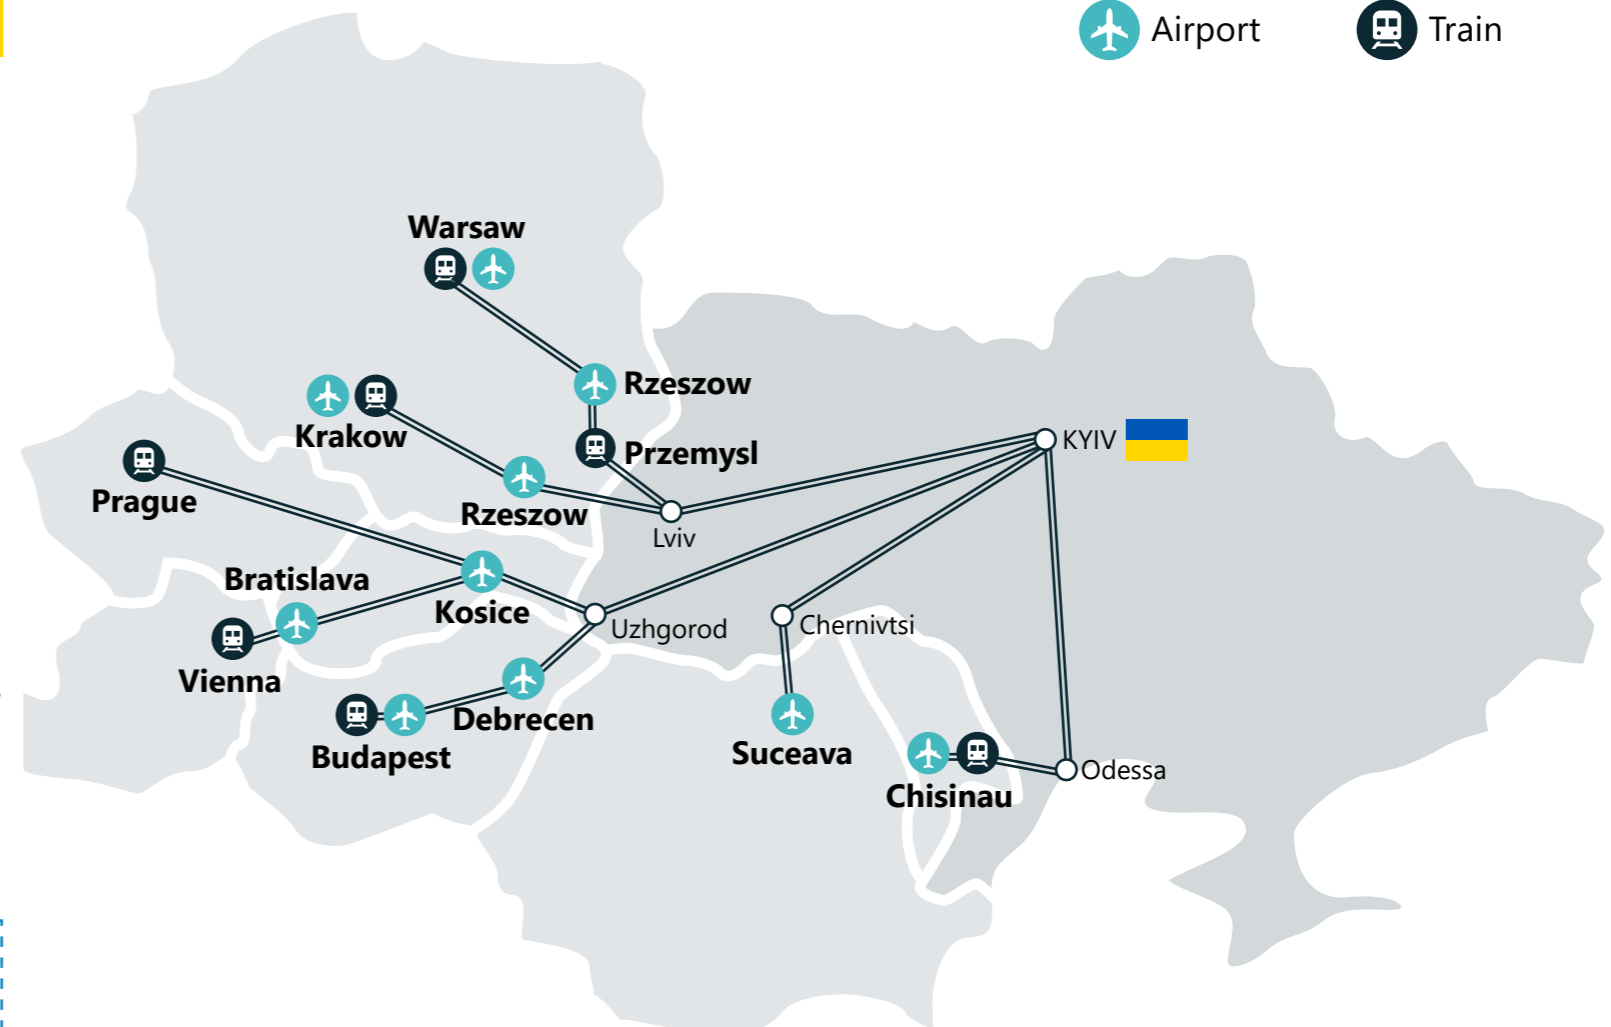 Airport
Train
Warsaw
Rzeszow
Krakow
Przemysl
KYIV
Prague
Rzeszow
Lviv
Bratislava
Kosice
Uzhgorod
Chernivtsi
Vienna
Debrecen
Budapest
Suceava
Chisinau
Odessa